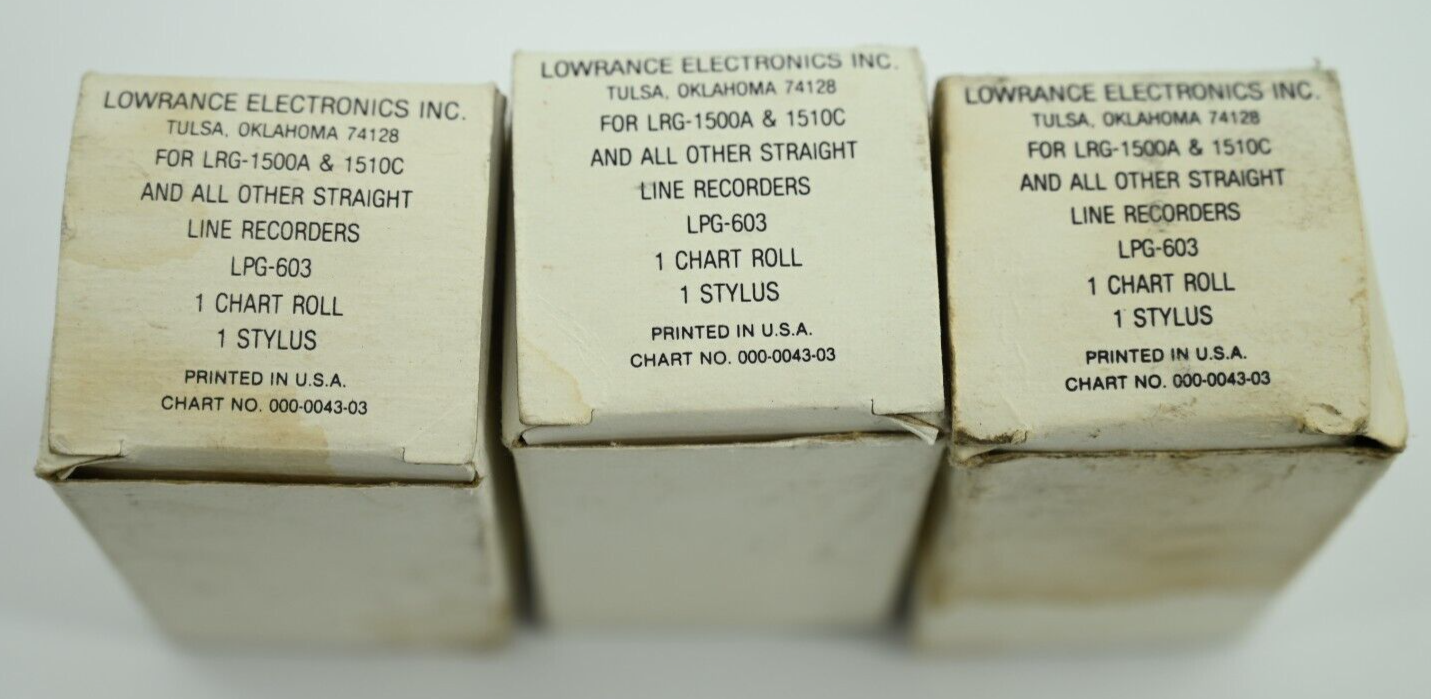 LOWRANCE ELECTRONICS INC.
TULSA, OKLAHOMA 74128
FOR LRG-1500A & 1510C
AND ALL OTHER STRAIGHT
LINE RECORDERS
LPG-603
1 CHART ROLL
1 STYLUS
PRINTED IN U.S.A.
CHART NO. 000-0043-03
LOWRANCE ELECTRONICS INC.
TULSA, OKLAHOMA 74128
FOR LRG-1500A & 1510C
AND ALL OTHER STRAIGHT
LINE RECORDERS
LPG-603
1 CHART ROLL
1 STYLUS
PRINTED IN U.S.A.
CHART NO. 000-0043-03
LOWRANCE ELECTRONICS INC.
TULSA, OKLAHOMA 74128
FOR LRG-1500A & 1510C
AND ALL OTHER STRAIGHT
LINE RECORDERS
LPG-603
1 CHART ROLL
1 STYLUS
PRINTED IN U.S.A.
CHART NO. 000-0043-03